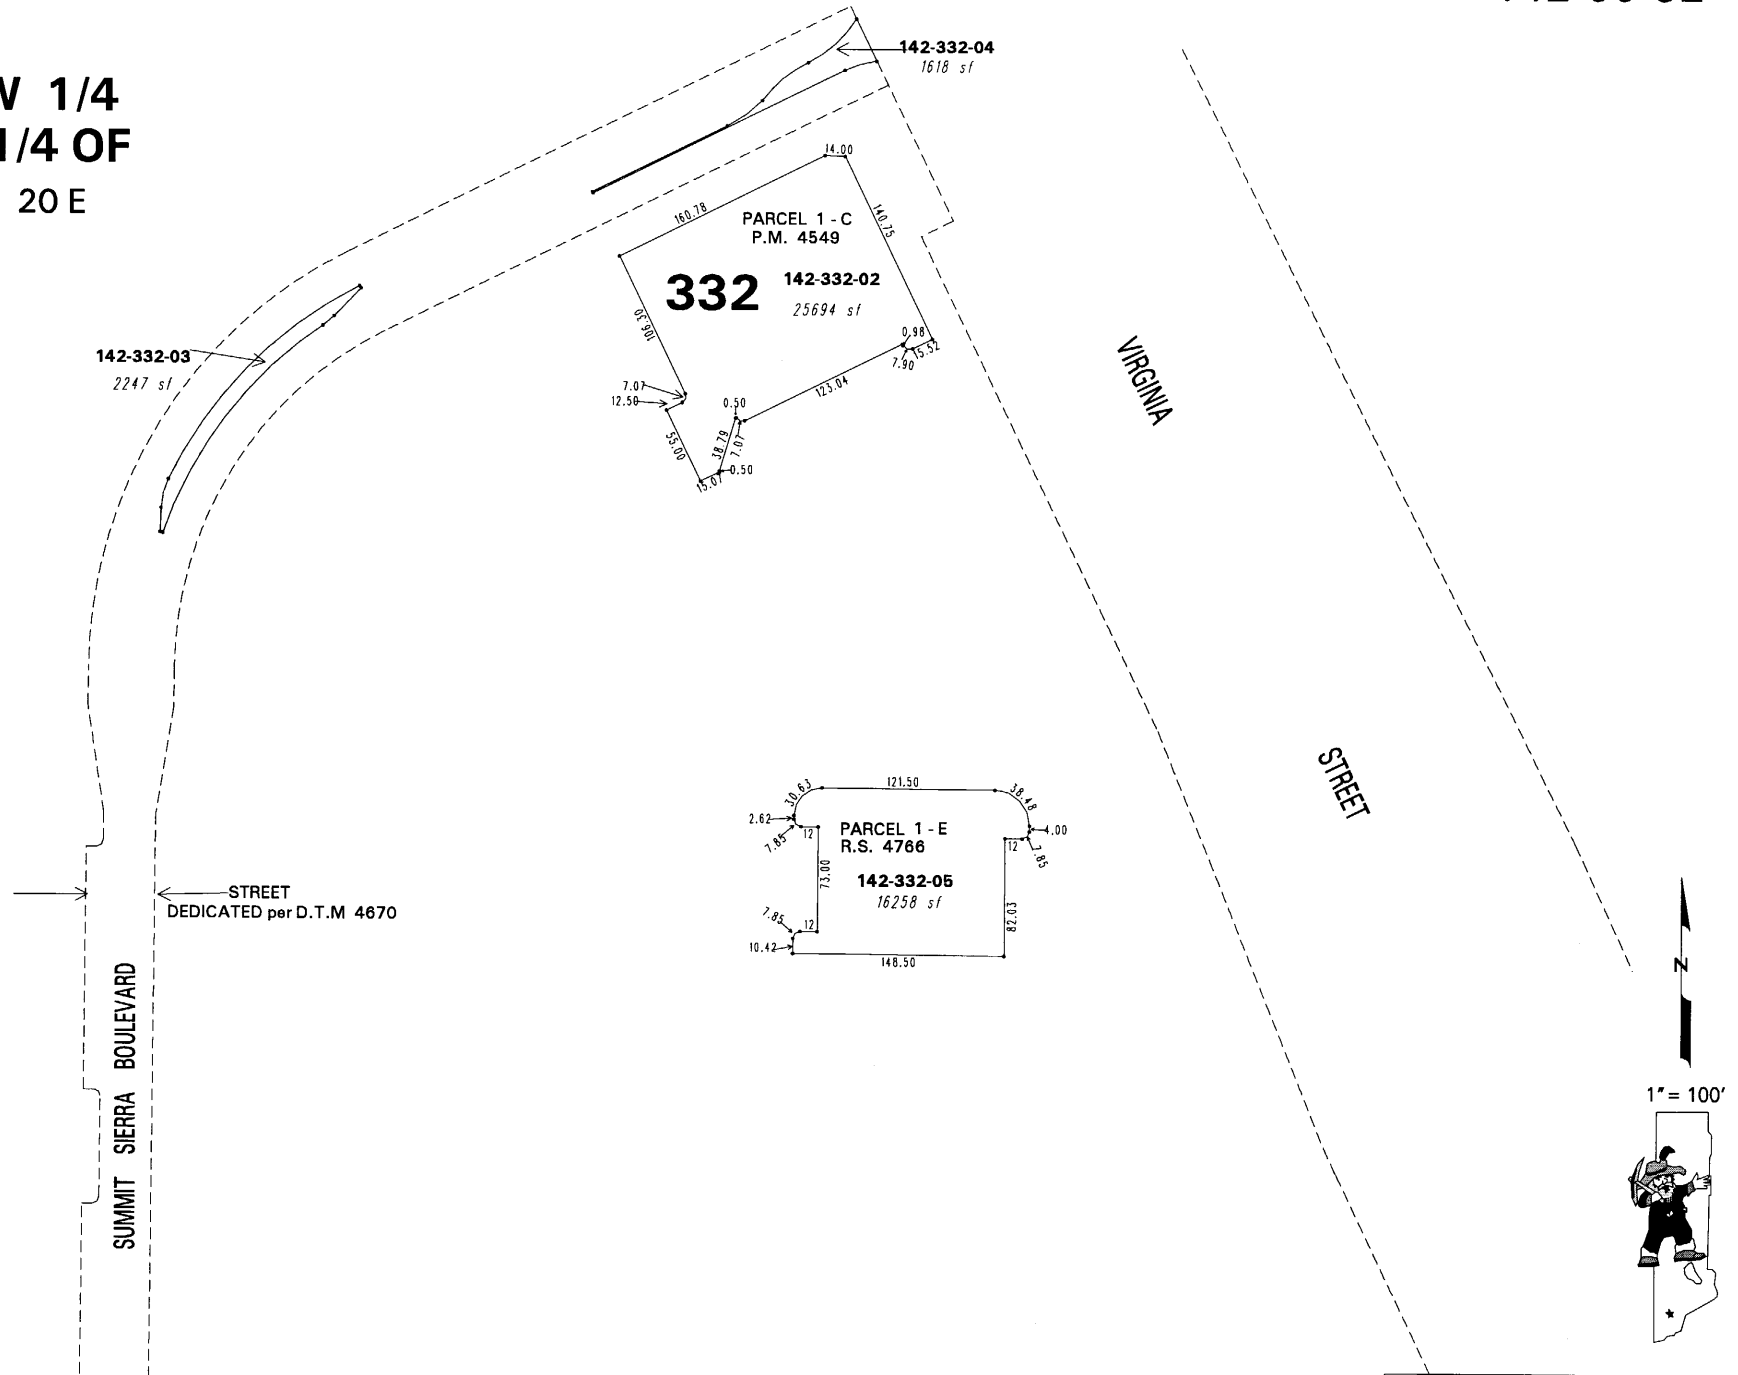 W 1/4
1/4 OF
20 E
142-332-04
1618 sf
14.00
160.78
140.75
PARCEL 1 - C
P.M. 4549
332
142-332-02
25694 sf
106.30
0.98
15.52
7.90
123.04
7.07
12.50
0.50
55.00
38.79
7.07
0.50
15.07
142-332-03
2247 sf
VIRGINIA
STREET
121.50
30.63
38.48
2.62
7.85
12
4.00
12
7.85
PARCEL 1 - E
R.S. 4766
73.00
142-332-05
16258 sf
82.03
7.85
12
10.42
148.50
STREET
DEDICATED per D.T.M 4670
SUMMIT SIERRA BOULEVARD
N
1" = 100'